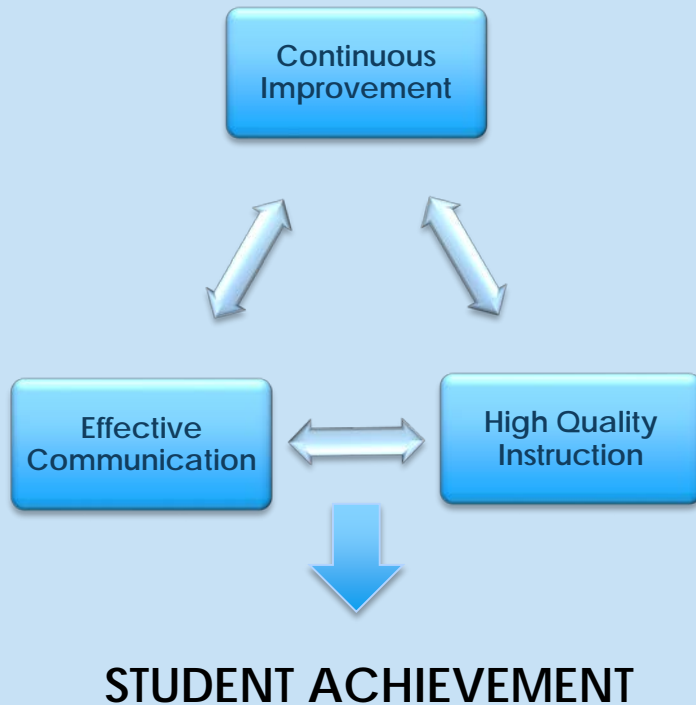 Continuous
Improvement
Effective
Communication
High Quality
Instruction
STUDENT ACHIEVEMENT